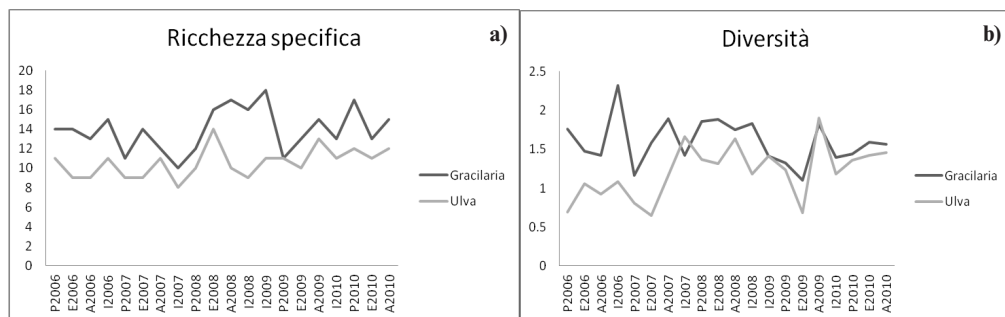 Ricchezza specifica
a)
20
18
16
14
12
10
8
6
4
2
0
P2006
E2006
A2006
I2006
P2007
E2007
A2007
I2007
P2008
E2008
A2008
I2008
I2009
P2009
E2009
A2009
I2010
P2010
E2010
A2010
Gracilaria
Ulva
Diversità
b)
2.5
2
1.5
1
0.5
0
P2006
E2006
A2006
I2006
P2007
E2007
A2007
I2007
P2008
E2008
A2008
I2008
I2009
P2009
E2009
A2009
I2010
P2010
E2010
A2010
Gracilaria
Ulva